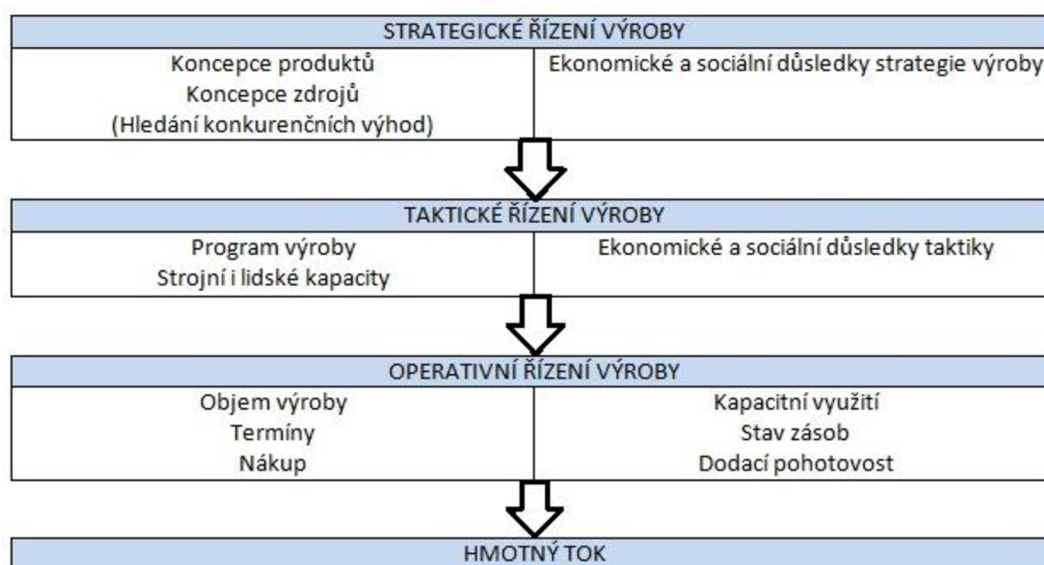 STRATEGICKÉ ŘÍZENÍ VÝROBY
Koncepce produktů
Koncepce zdrojů
(Hledání konkurenčních výhod)
Ekonomické a sociální důsledky strategie výroby
TAKTICKÉ ŘÍZENÍ VÝROBY
Program výroby
Strojní i lidské kapacity
Ekonomické a sociální důsledky taktiky
OPERATIVNÍ ŘÍZENÍ VÝROBY
Objem výroby
Termíny
Nákup
Kapacitní využití
Stav zásob
Dodací pohotovost
HMOTNÝ TOK